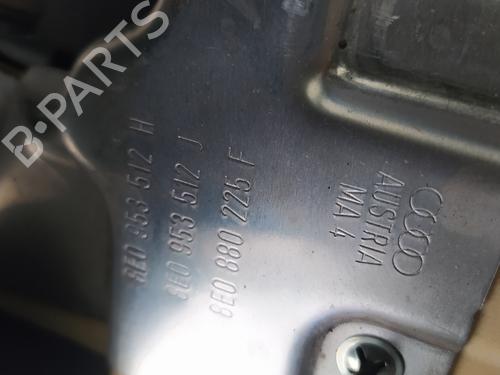 B-PARTS
8E0 953 512 H
8E0 953 512 J
8E0 880 225 F
AUSTRIA
MA 4